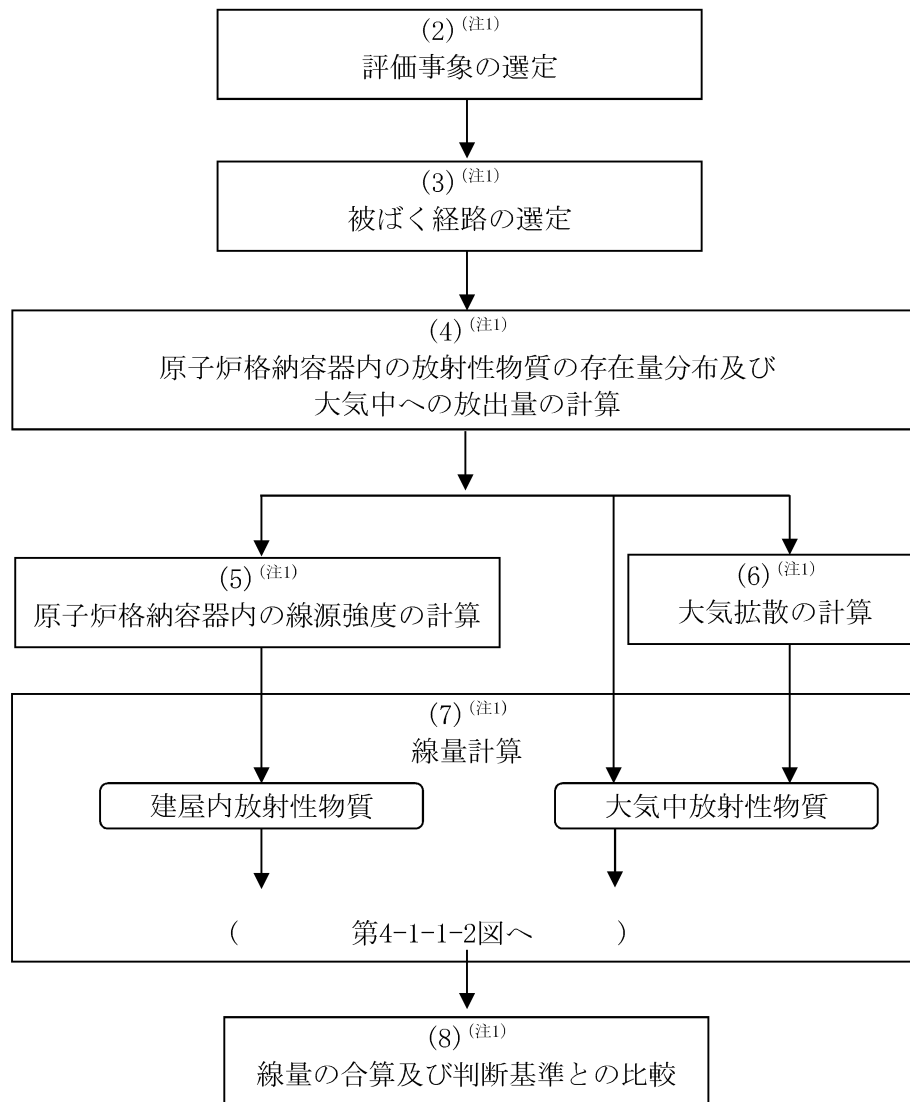 (2)(注1)
評価事象の選定
(3)(注1)
被ばく経路の選定
(4)(注1)
原子炉格納容器内の放射性物質の存在量分布及び
大気中への放出量の計算
(5)(注1)
原子炉格納容器内の線源強度の計算
(6)(注1)
大気拡散の計算
(7)(注1)
線量計算
建屋内放射性物質
大気中放射性物質
( 第4-1-1-2図へ )
(8)(注1)
線量の合算及び判断基準との比較